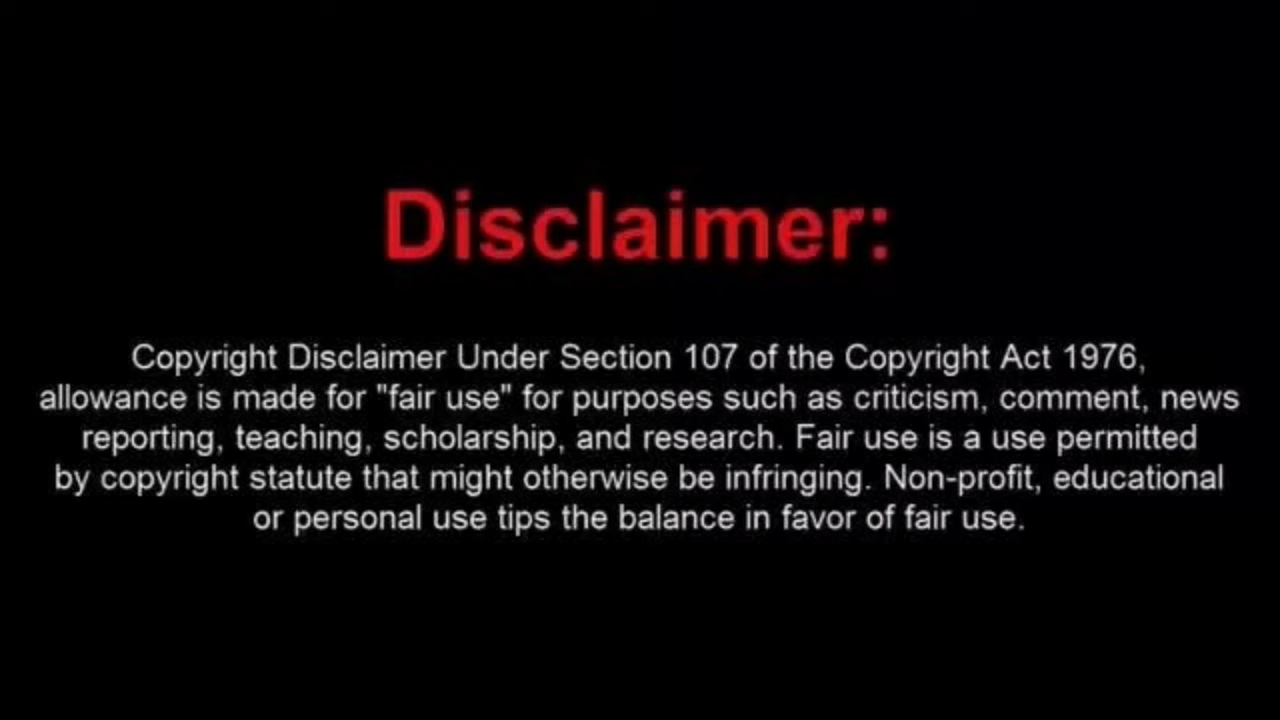 Disclaimer:
Copyright Disclaimer Under Section 107 of the Copyright Act 1976,
allowance is made for "fair use" for purposes such as criticism, comment, news
reporting, teaching, scholarship, and research. Fair use is a use permitted
by copyright statute that might otherwise be infringing. Non-profit, educational
or personal use tips the balance in favor of fair use.